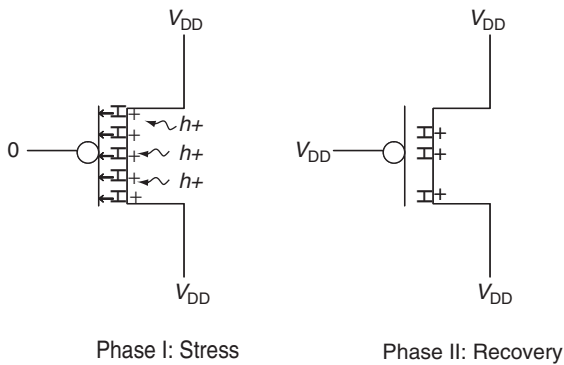 V_DD V_DD
+ h+
+ +
0 + h+ V_DD +
+ h+
+ +
V_DD V_DD
Phase I: Stress Phase II: Recovery